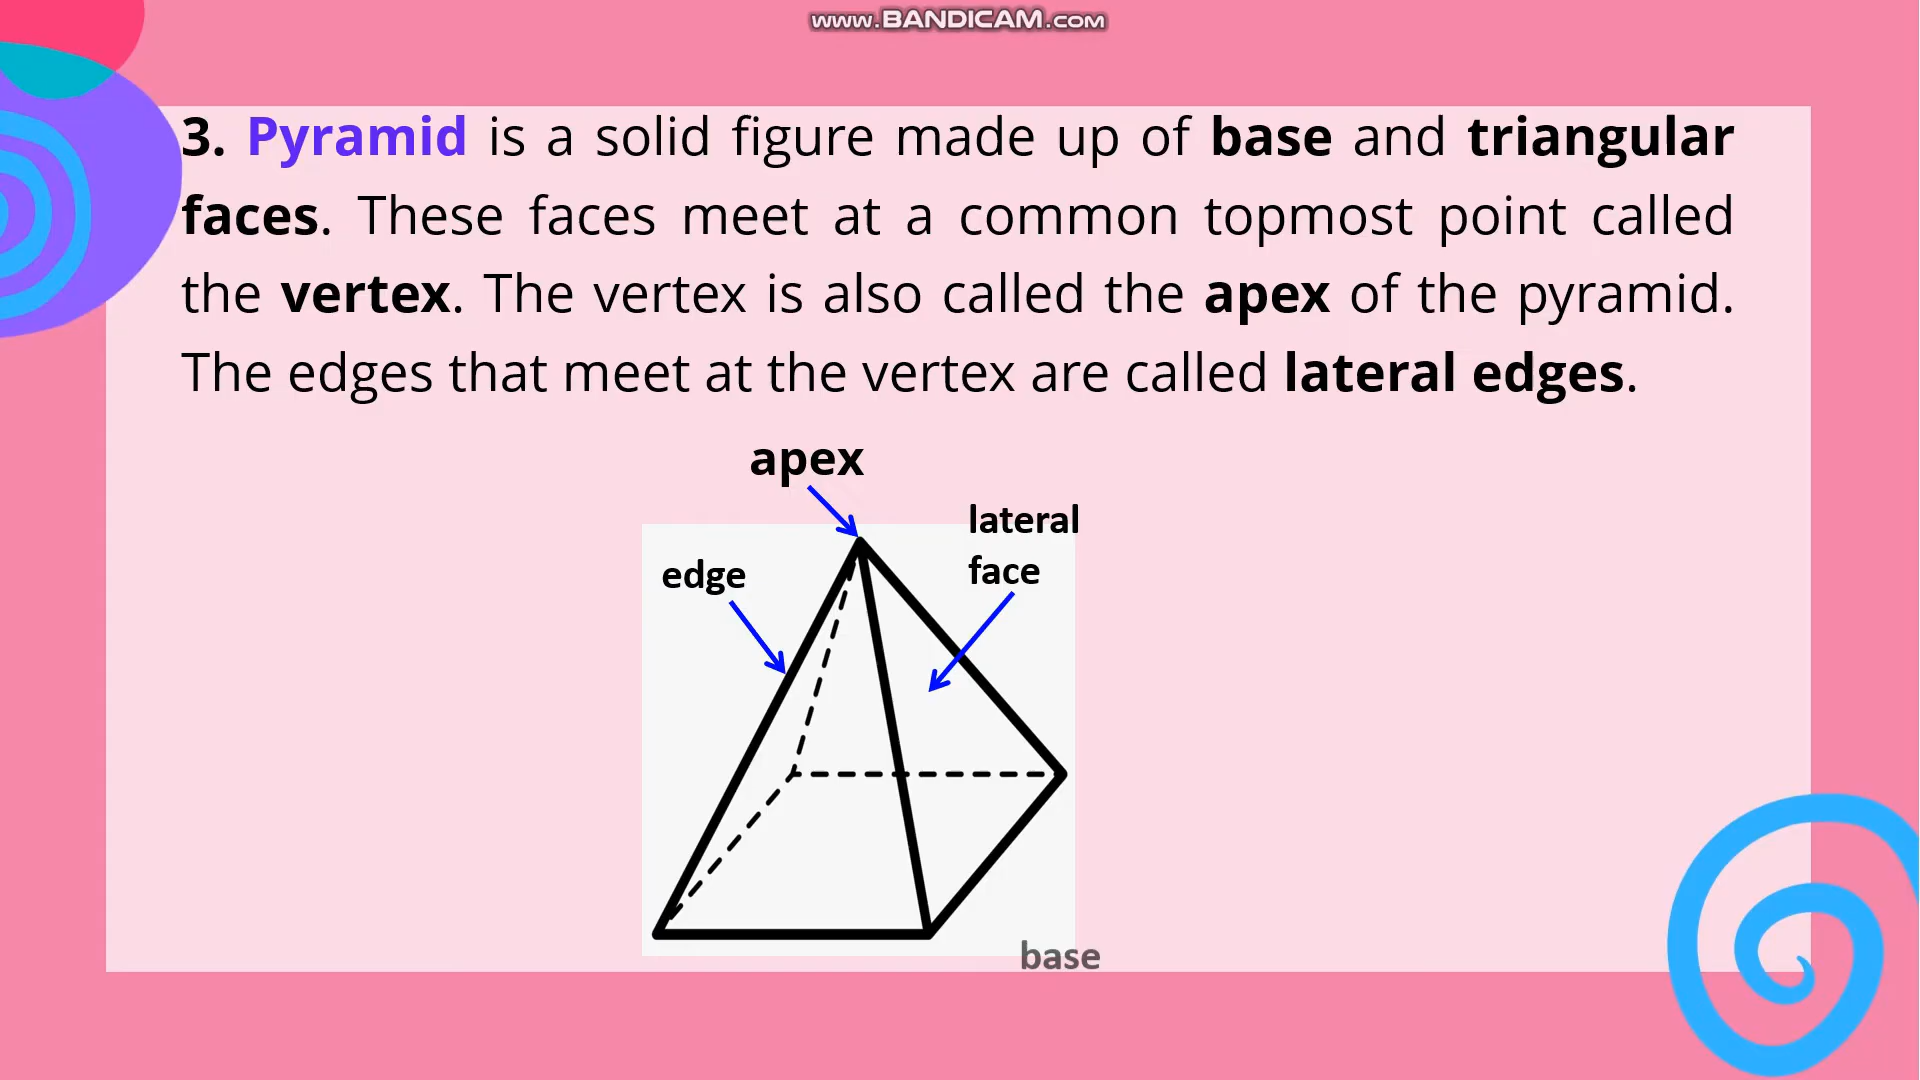 www.BANDICAM.com
3. Pyramid is a solid figure made up of base and triangular
faces. These faces meet at a common topmost point called
the vertex. The vertex is also called the apex of the pyramid.
The edges that meet at the vertex are called lateral edges.
apex
lateral
face
edge
base